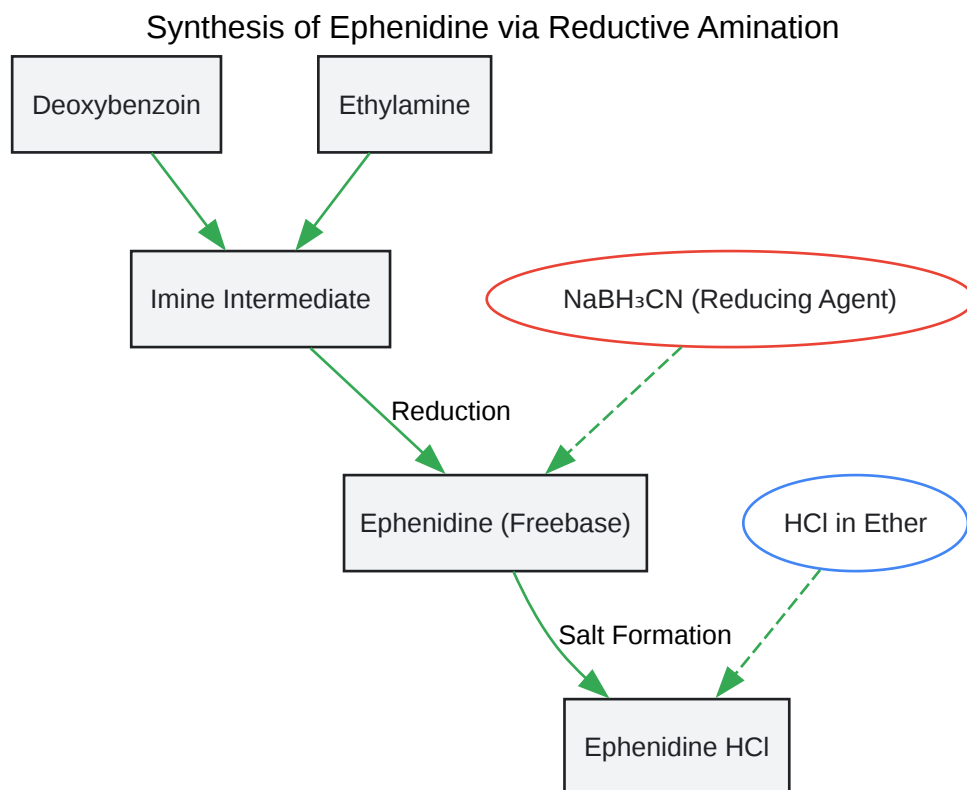 Synthesis of Ephenidine via Reductive Amination
Deoxybenzoin
Ethylamine
Imine Intermediate
NaBH₃CN (Reducing Agent)
Reduction
Ephenidine (Freebase)
HCl in Ether
Salt Formation
Ephenidine HCl